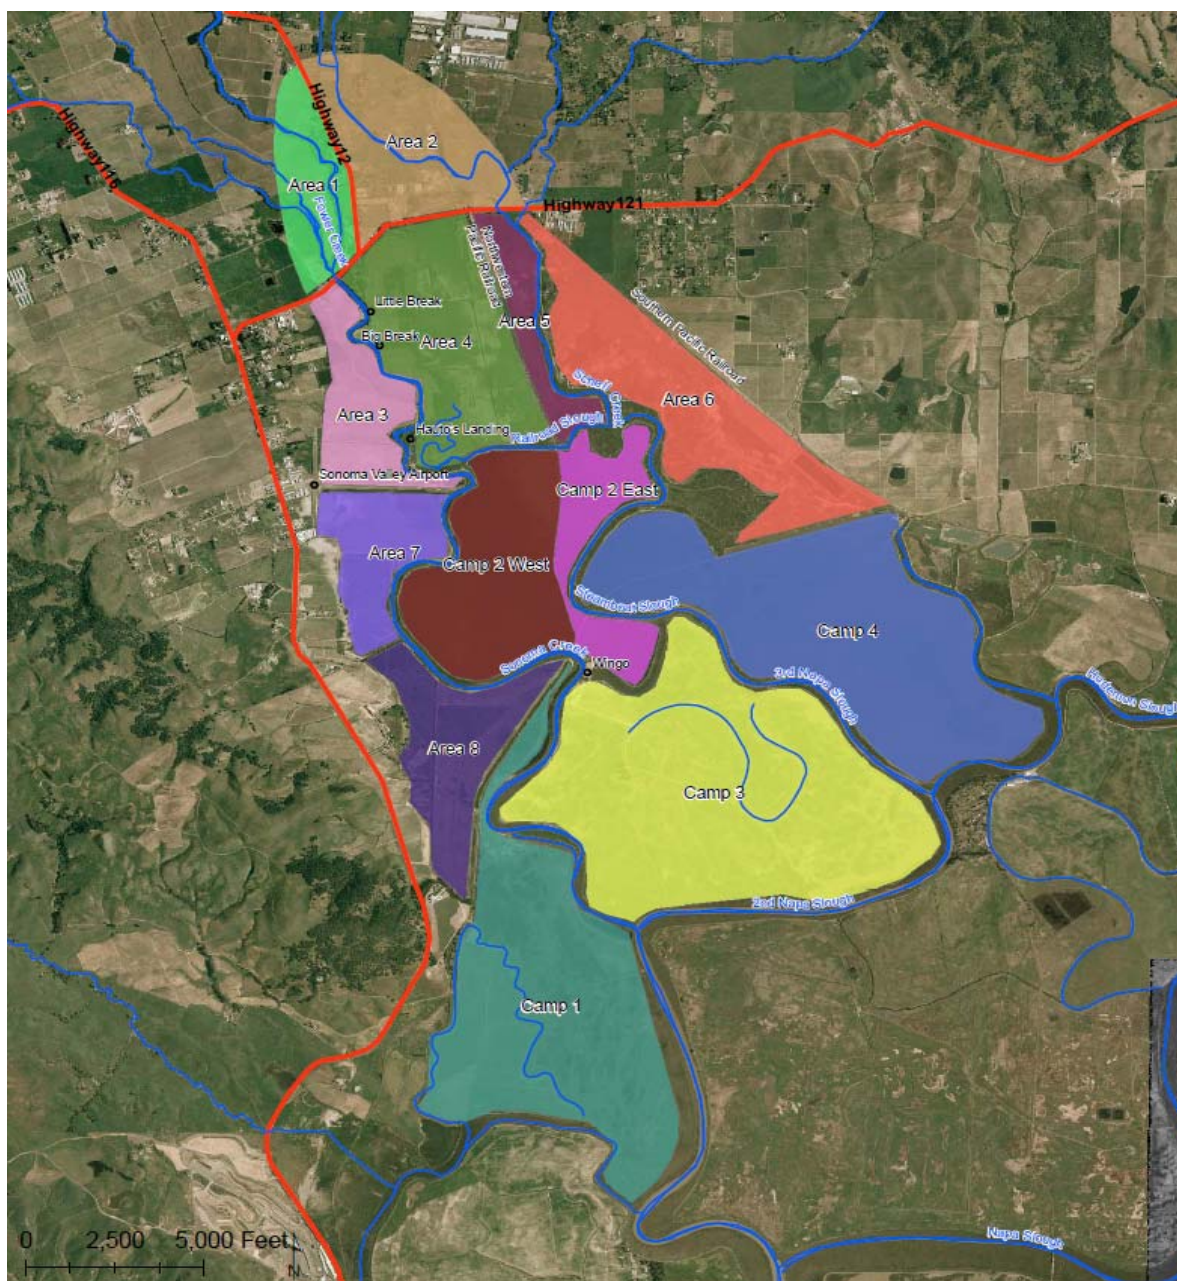 Highway116
Highway12
Area 2
Area 1
Fowler Creek
Highway121
Northwestern
Pacific Railroad
Little Break
Big Break
Area 4
Area 5
Southern Pacific Railroad
Area 3
Schell Creek
Area 6
Hauto's Landing
Railroad Slough
Sonoma Valley Airport
Camp 2 East
Area 7
Camp 2 West
Steamboat Slough
Camp 4
Sonoma Creek
Wingo
3rd Napa Slough
Hudeman Slough
Area 8
Camp 3
2nd Napa Slough
Camp 1
Napa Slough
0 2,500 5,000 Feet
N